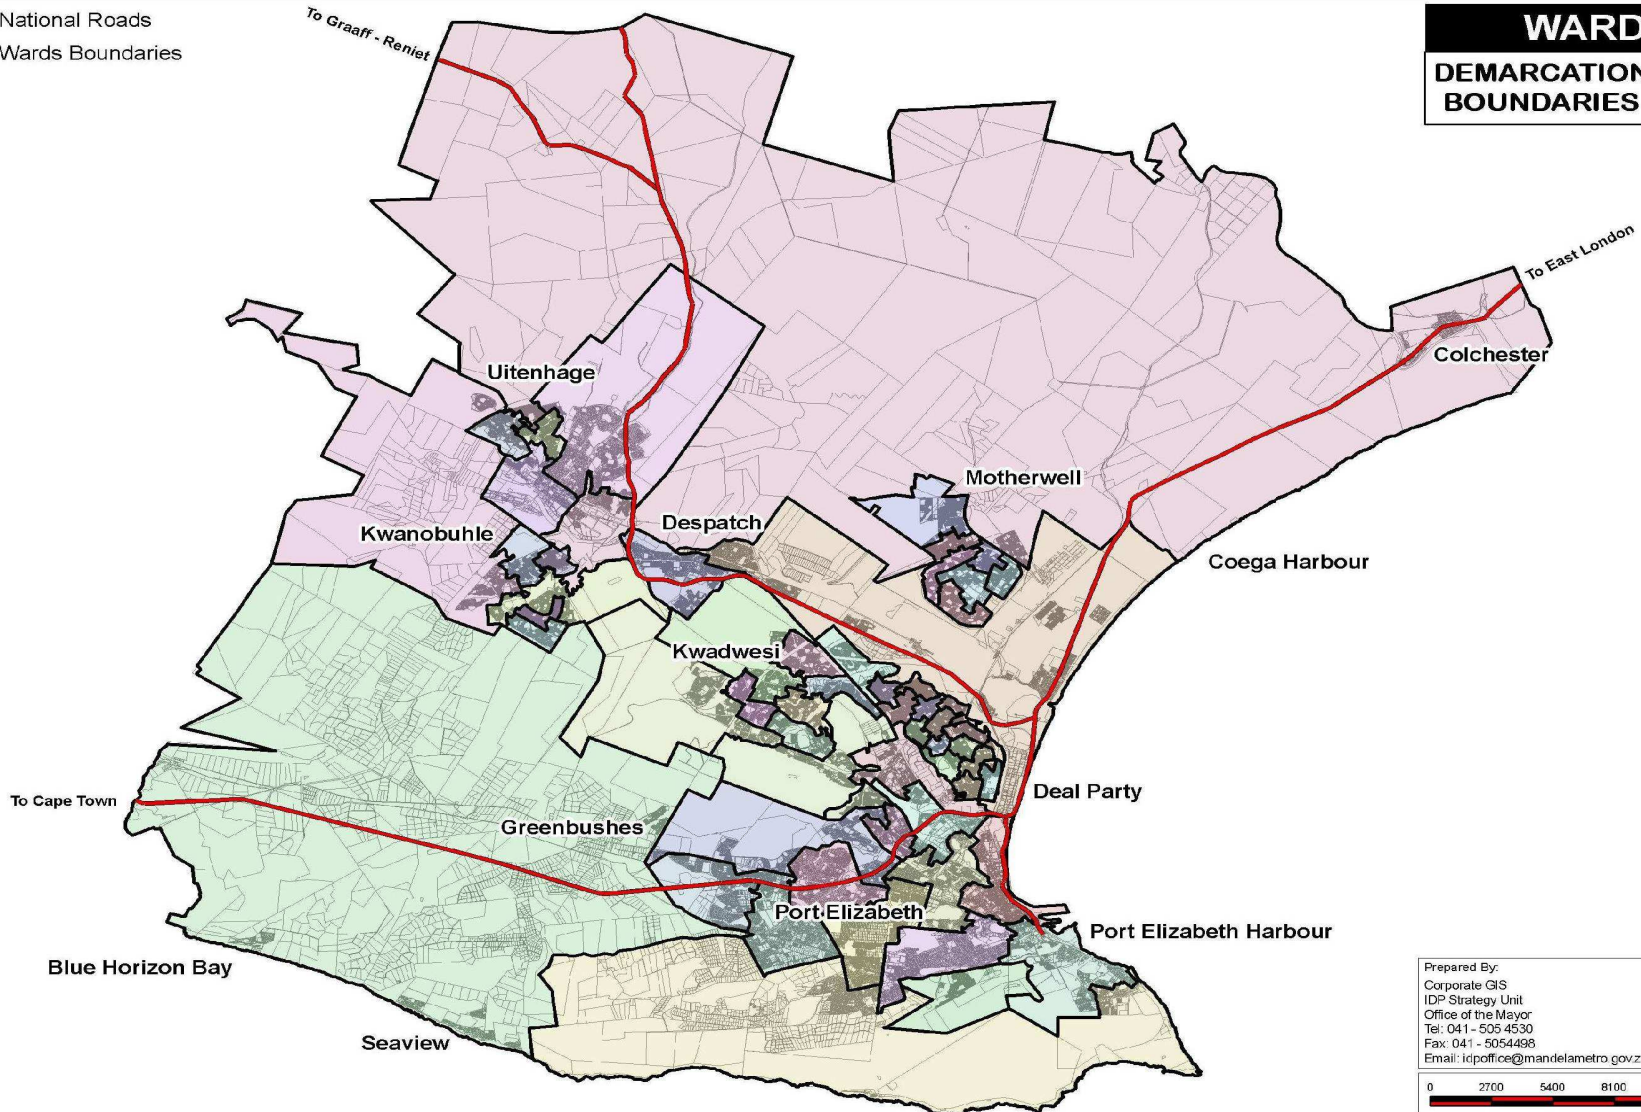 National Roads
Wards Boundaries
WARD
DEMARCATION
BOUNDARIES
To Graaff - Reniet
To East London
Colchester
Uitenhage
Motherwell
Despatch
Kwanobuhle
Coega Harbour
Kwadwesi
Deal Party
To Cape Town
Greenbushes
Port Elizabeth
Port Elizabeth Harbour
Blue Horizon Bay
Seaview
Prepared By:
Corporate GIS
IDP Strategy Unit
Office of the Mayor
Tel: 041 - 505 4530
Fax: 041 - 5054498
Email: idpoffice@mandelametro.gov.z
0 2700 5400 8100